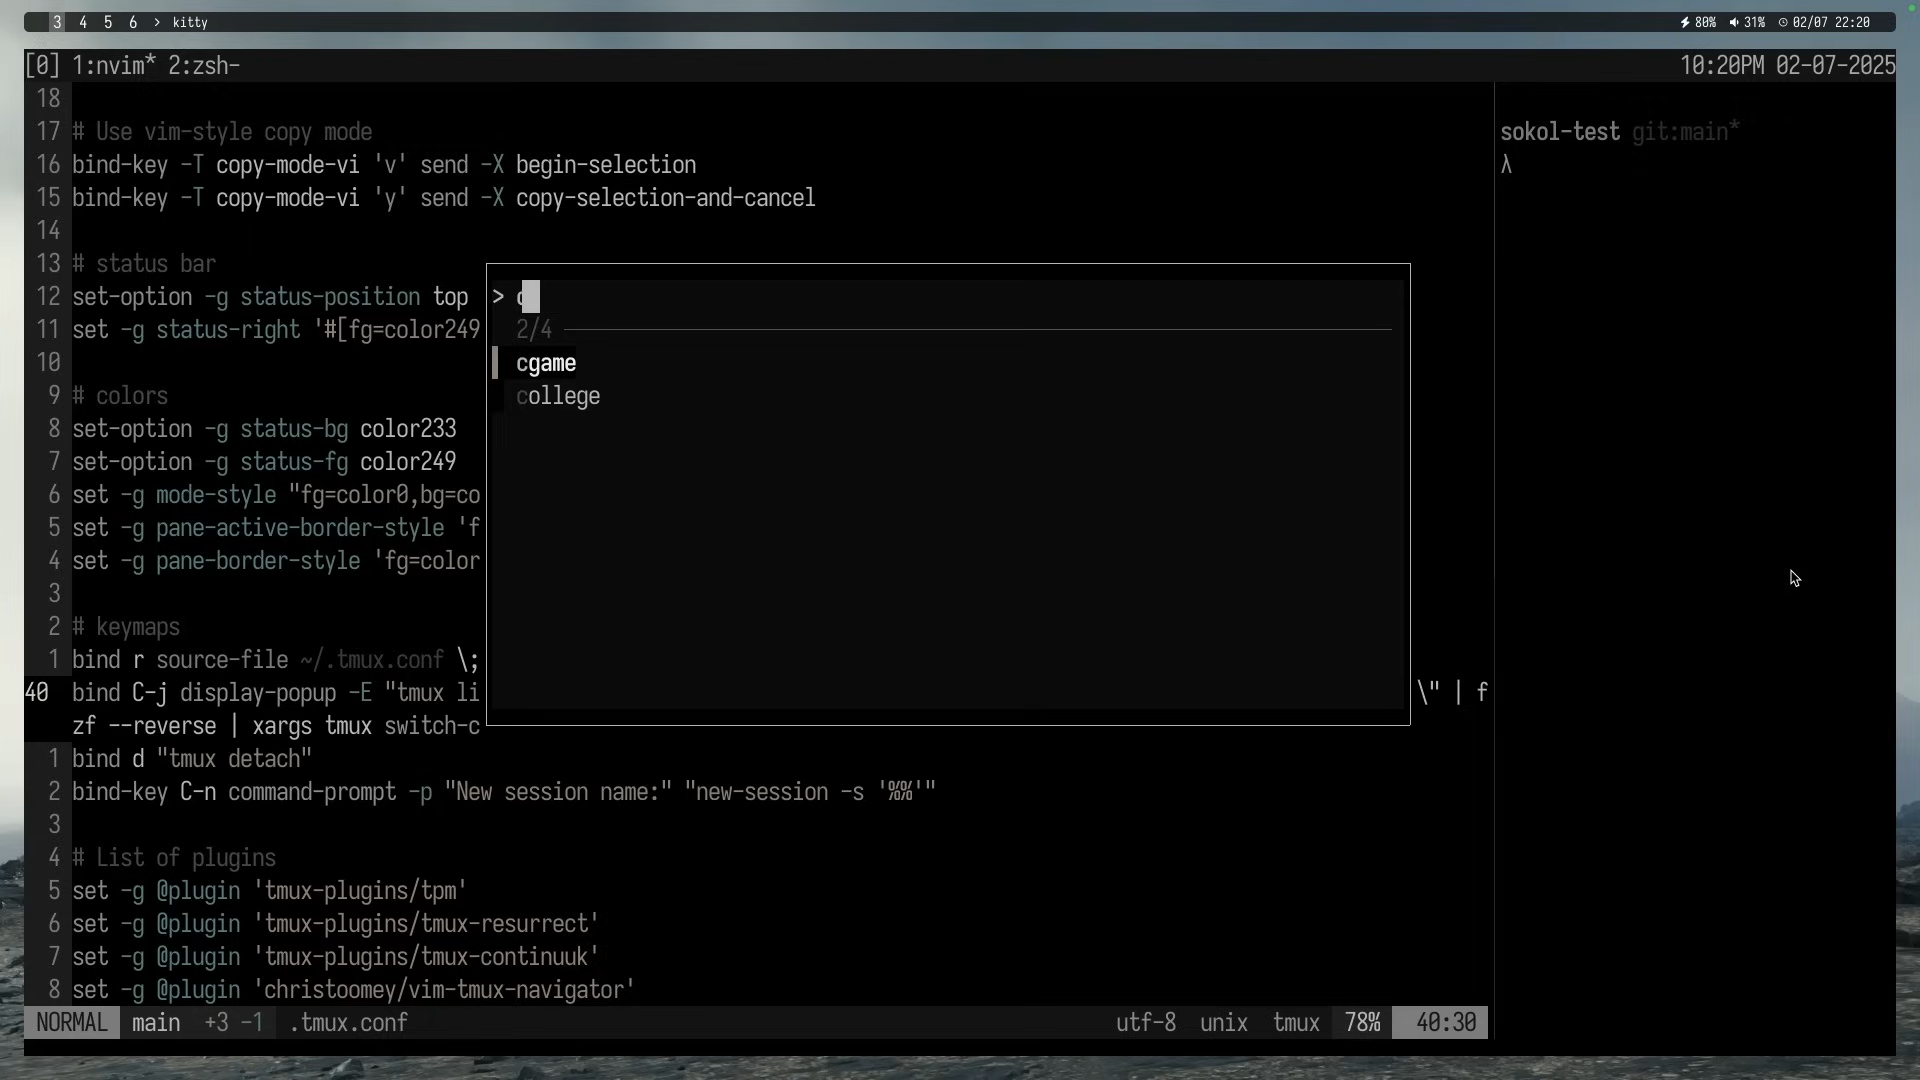 3 4 5 6 > kitty
80% 31% 02/07 22:20
[0] 1:nvim* 2:zsh-
10:20PM 02-07-2025
18
17 # Use vim-style copy mode
16 bind-key -T copy-mode-vi 'v' send -X begin-selection
15 bind-key -T copy-mode-vi 'y' send -X copy-selection-and-cancel
14
13 # status bar
12 set-option -g status-position top
11 set -g status-right '#[fg=color249
10
9 # colors
8 set-option -g status-bg color233
7 set-option -g status-fg color249
6 set -g mode-style "fg=color0,bg=co
5 set -g pane-active-border-style 'f
4 set -g pane-border-style 'fg=color
3
2 # keymaps
1 bind r source-file ~/.tmux.conf \;
40 bind C-j display-popup -E "tmux li \" | f
zf --reverse | xargs tmux switch-c
1 bind d "tmux detach"
2 bind-key C-n command-prompt -p "New session name:" "new-session -s '%%'"
3
4 # List of plugins
5 set -g @plugin 'tmux-plugins/tpm'
6 set -g @plugin 'tmux-plugins/tmux-resurrect'
7 set -g @plugin 'tmux-plugins/tmux-continuuk'
8 set -g @plugin 'christoomey/vim-tmux-navigator'
NORMAL main +3 -1 .tmux.conf
utf-8 unix tmux 78% 40:30
> c
2/4
cgame
college
sokol-test git:main*
λ